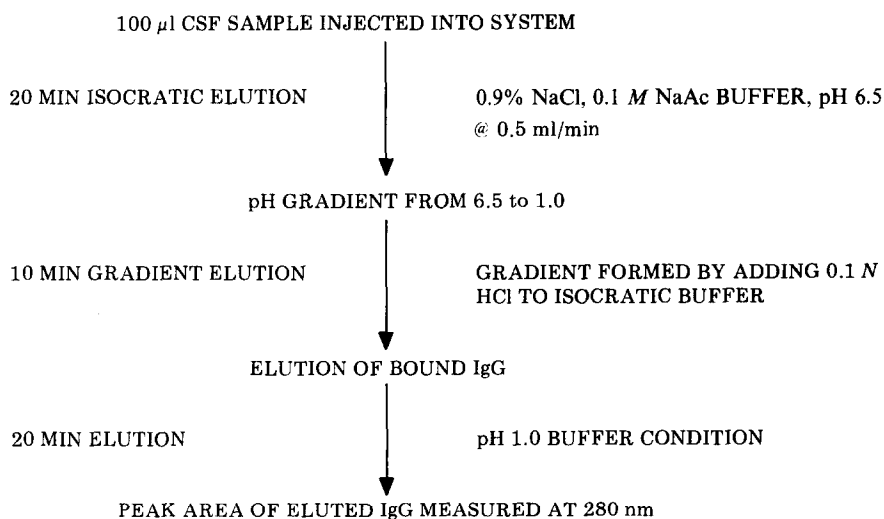 100 μl CSF SAMPLE INJECTED INTO SYSTEM
20 MIN ISOCRATIC ELUTION
0.9% NaCl, 0.1 M NaAc BUFFER, pH 6.5
@ 0.5 ml/min
pH GRADIENT FROM 6.5 to 1.0
10 MIN GRADIENT ELUTION
GRADIENT FORMED BY ADDING 0.1 N
HCl TO ISOCRATIC BUFFER
ELUTION OF BOUND IgG
20 MIN ELUTION
pH 1.0 BUFFER CONDITION
PEAK AREA OF ELUTED IgG MEASURED AT 280 nm